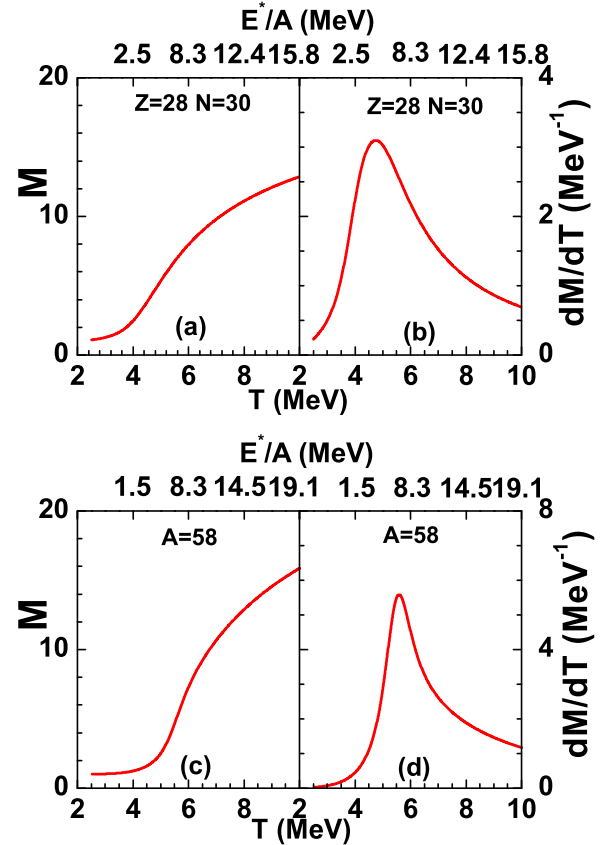 E*/A (MeV)
2.5 8.3 12.4 15.8 2.5 8.3 12.4 15.8
20 4
Z=28 N=30 Z=28 N=30
M
10 2
dM/dT (MeV-1)
(a) (b)
0 0
2 4 6 8 2 4 6 8 10
T (MeV)
E*/A (MeV)
1.5 8.3 14.5 19.1 1.5 8.3 14.5 19.1
20 8
A=58 A=58
M
10 4
dM/dT (MeV-1)
(c) (d)
0 0
2 4 6 8 2 4 6 8 10
T (MeV)